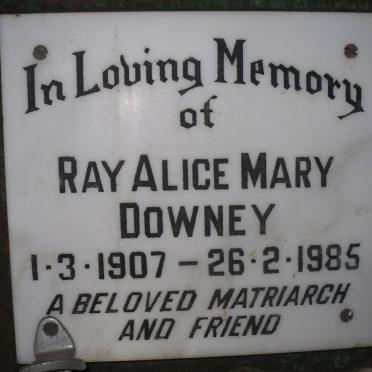 In Loving Memory
of
RAY ALICE MARY
DOWNEY
1·3·1907 – 26·2·1985
A BELOVED MATRIARCH
AND FRIEND